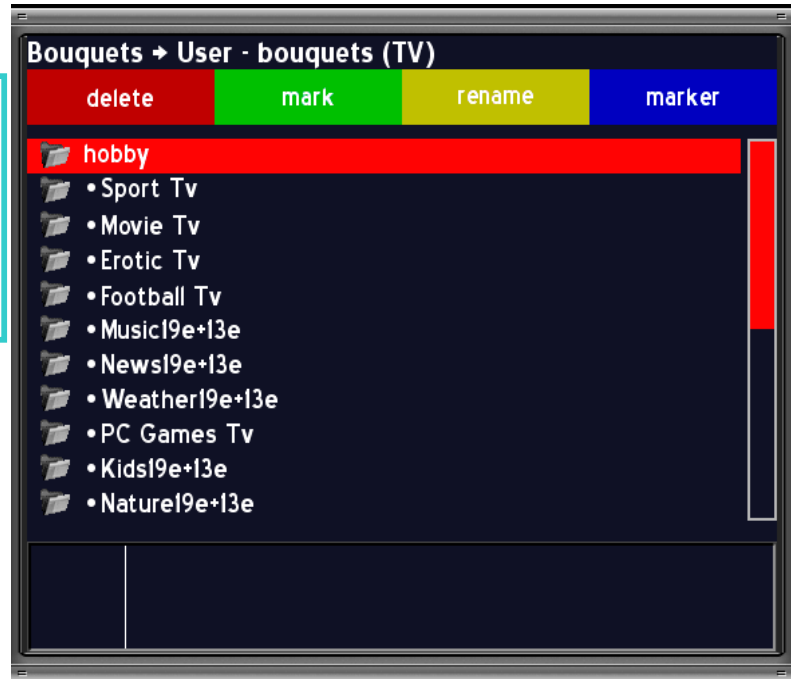 Bouquets → User - bouquets (TV)
delete mark rename marker
hobby
• Sport Tv
• Movie Tv
• Erotic Tv
• Football Tv
• Music19e+13e
• News19e+13e
• Weather19e+13e
• PC Games Tv
• Kids19e+13e
• Nature19e+13e